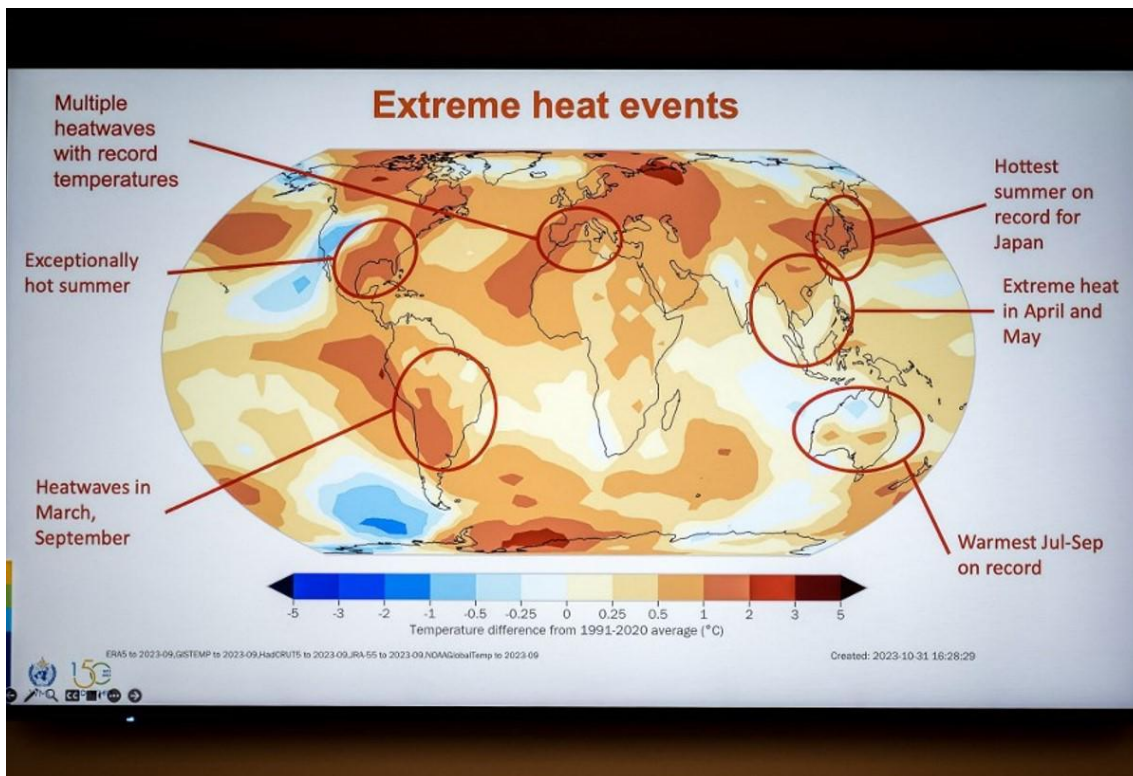 Extreme heat events
Multiple
heatwaves
with record
temperatures
Exceptionally
hot summer
Heatwaves in
March,
September
Hottest
summer on
record for
Japan
Extreme heat
in April and
May
Warmest Jul-Sep
on record
-5 -3 -2 -1 -0.5 -0.25 0 0.25 0.5 1 2 3 5
Temperature difference from 1991-2020 average (°C)
ERA5 to 2023-09,GISTEMP to 2023-09,HadCRUT5 to 2023-09,JRA-55 to 2023-09,NOAAGlobalTemp to 2023-09
Created: 2023-10-31 16:28:29
150